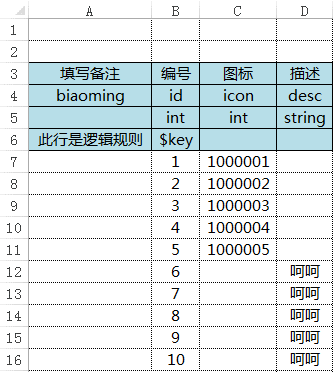 A B C D
1
2
3 填写备注 编号 图标 描述
4 biaoming id icon desc
5 int int string
6 此行是逻辑规则 $key
7 1 1000001
8 2 1000002
9 3 1000003
10 4 1000004
11 5 1000005
12 6 呵呵
13 7 呵呵
14 8 呵呵
15 9 呵呵
16 10 呵呵